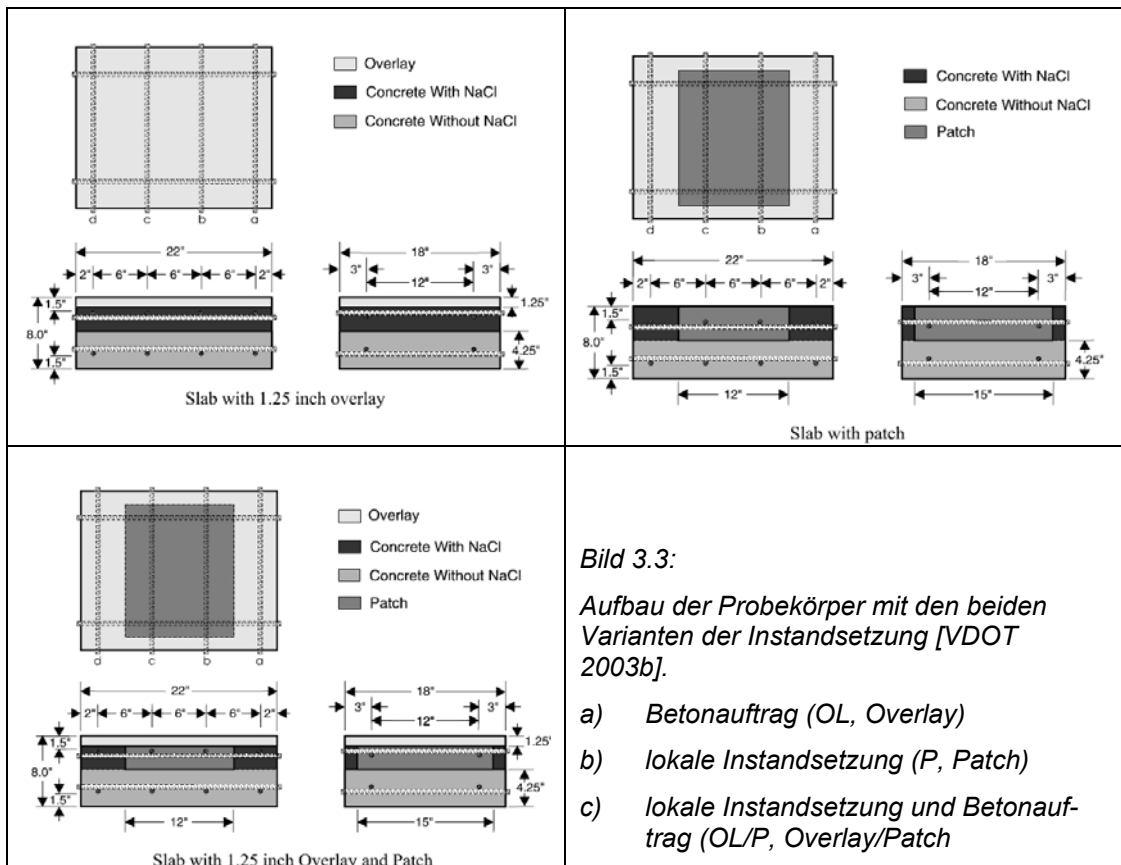 Overlay
Concrete With NaCl
Concrete Without NaCl
d c b a
22"
2" 6" 6" 6" 2"
1.5"
8.0"
1.5"
18"
3" 3"
12"
1.25"
4.25"
Slab with 1.25 inch overlay
Concrete With NaCl
Concrete Without NaCl
Patch
d c b a
22"
2" 6" 6" 6" 2"
1.5"
8.0"
1.5"
12"
18"
3" 3"
12"
4.25"
15"
Slab with patch
Overlay
Concrete With NaCl
Concrete Without NaCl
Patch
d c b a
22"
2" 6" 6" 6" 2"
1.5"
8.0"
1.5"
12"
18"
3" 3"
12"
1.25'
4.25"
15"
Slab with 1.25 inch Overlay and Patch
Bild 3.3:
Aufbau der Probekörper mit den beiden
Varianten der Instandsetzung [VDOT
2003b].
a) Betonauftrag (OL, Overlay)
b) lokale Instandsetzung (P, Patch)
c) lokale Instandsetzung und Betonauf-
trag (OL/P, Overlay/Patch